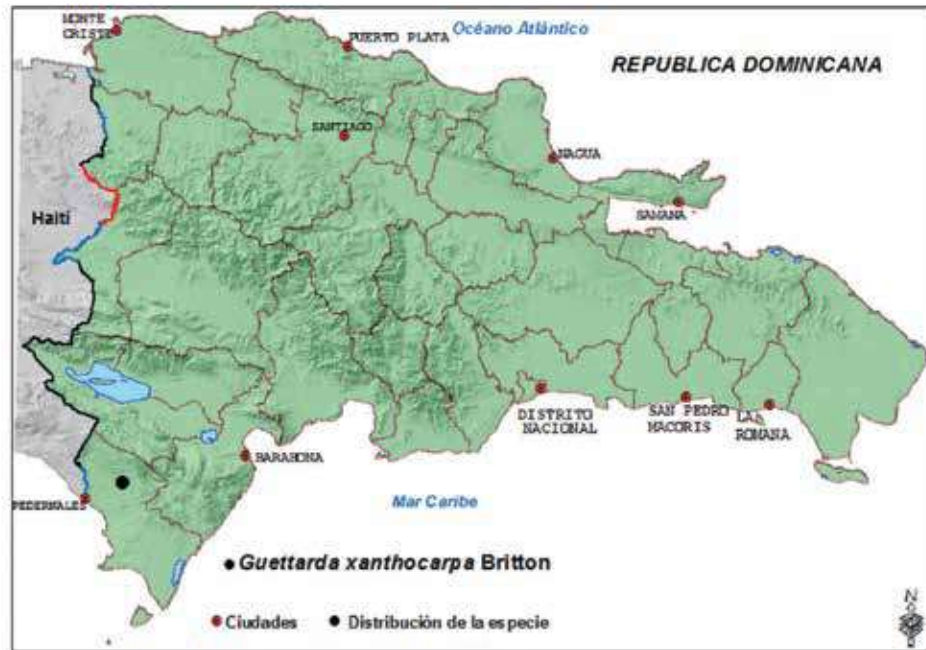 MONTE
CRISTI
PUERTO PLATA
Océano Atlántico
REPUBLICA DOMINICANA
SANTIAGO
NAGUA
SAMANA
Haití
DISTRITO
NACIONAL
SAN PEDRO
MACORIS
LA
ROMANA
BARAHONA
PEDERNALES
Mar Caribe
Guettarda xanthocarpa Britton
Ciudades
Distribución de la especie
N